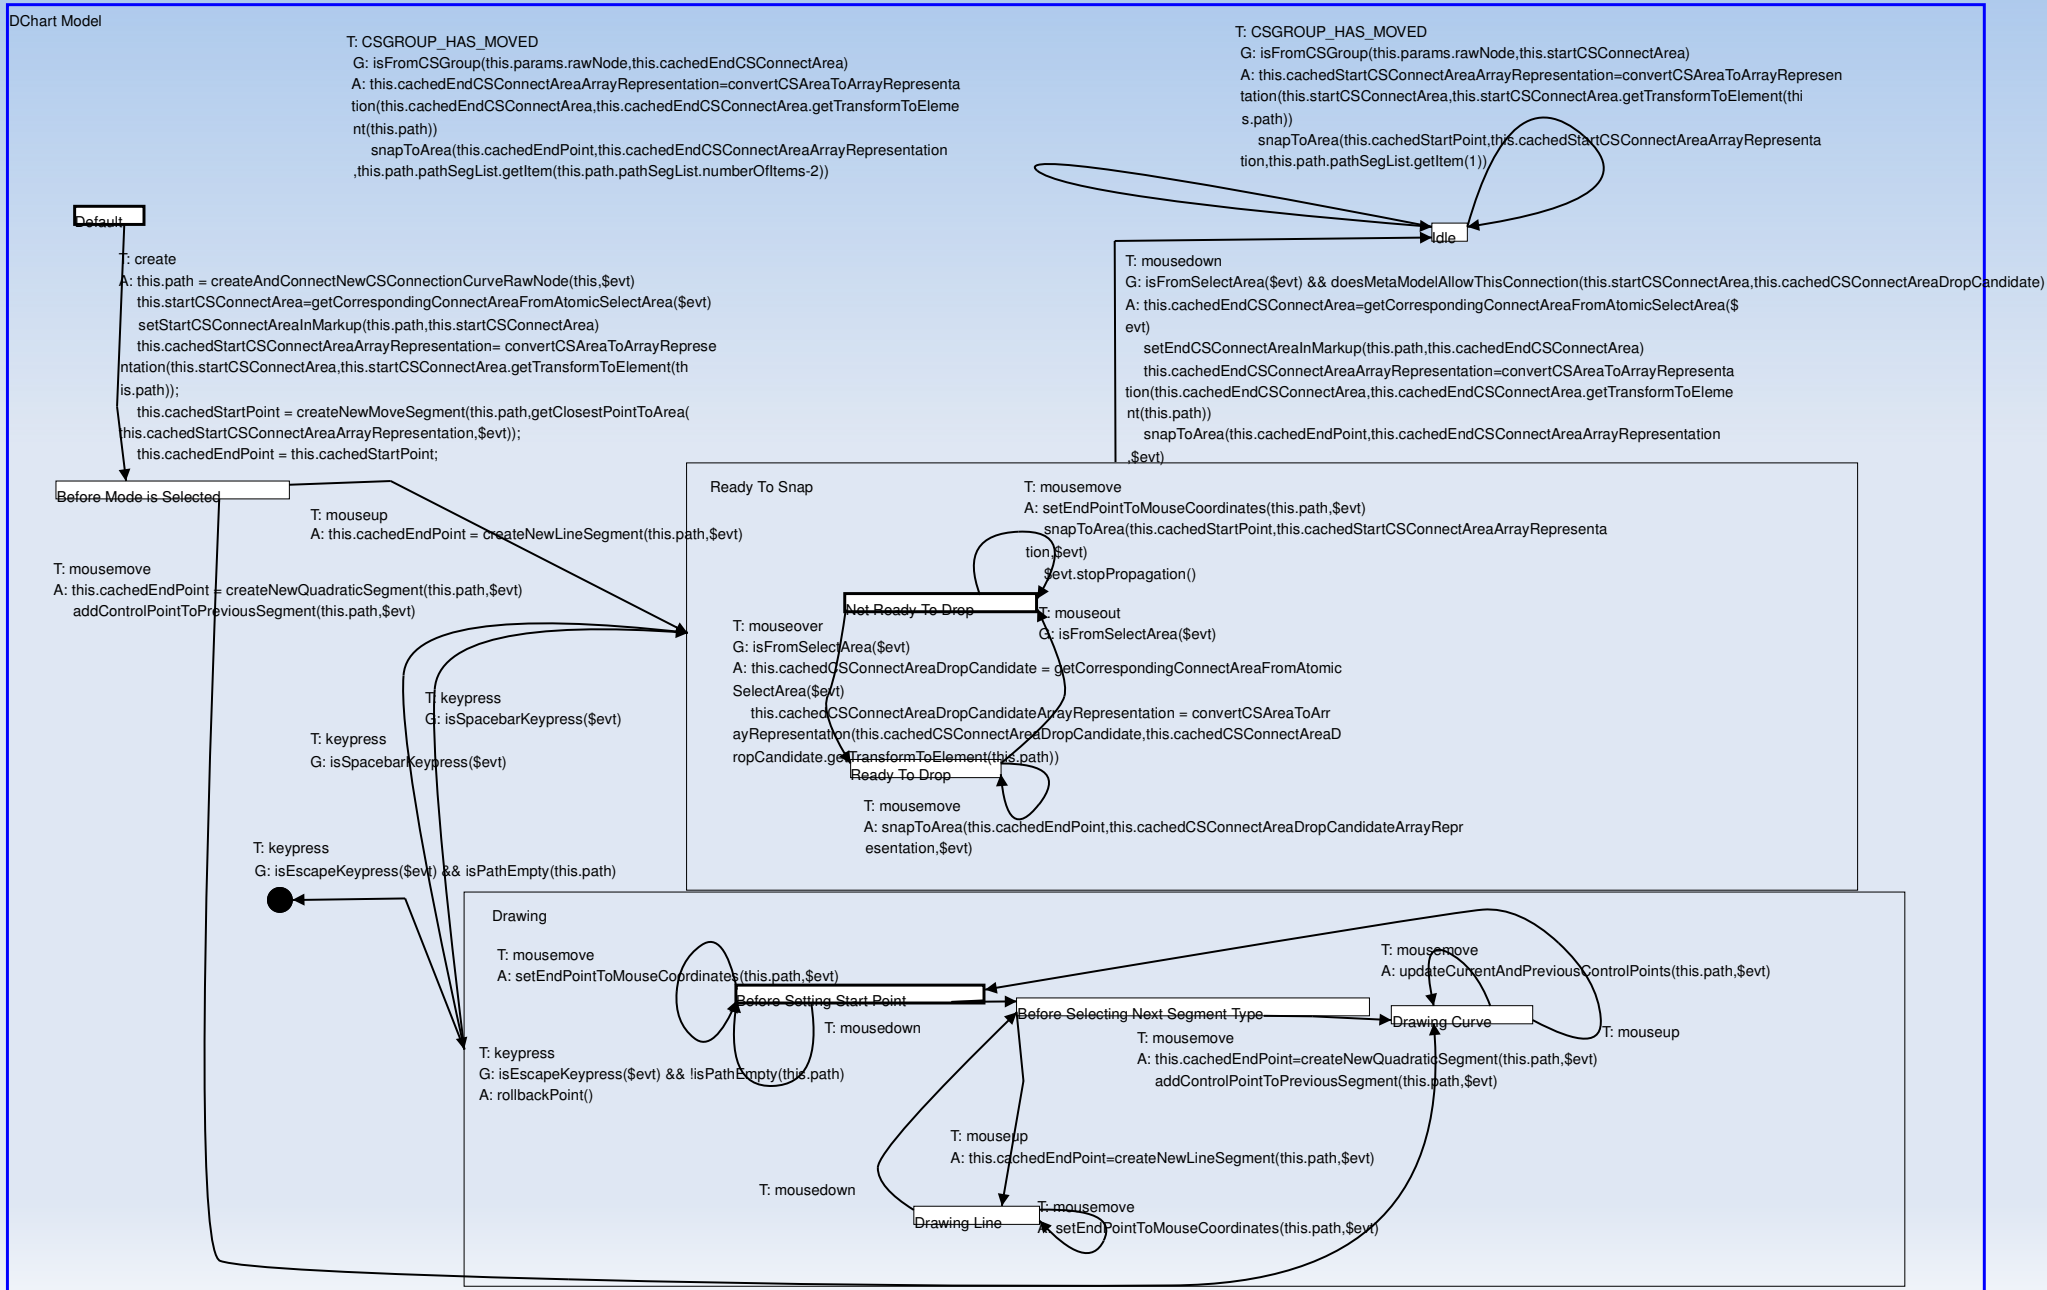 DChart Model
T: CSGROUP_HAS_MOVED
G: isFromCSGroup(this.params.rawNode,this.cachedEndCSConnectArea)
A: this.cachedEndCSConnectAreaArrayRepresentation=convertCSAreaToArrayRepresenta
tion(this.cachedEndCSConnectArea,this.cachedEndCSConnectArea.getTransformToEleme
nt(this.path))
snapToArea(this.cachedEndPoint,this.cachedEndCSConnectAreaArrayRepresentation
,this.path.pathSegList.getItem(this.path.pathSegList.numberOfItems-2))
T: CSGROUP_HAS_MOVED
G: isFromCSGroup(this.params.rawNode,this.startCSConnectArea)
A: this.cachedStartCSConnectAreaArrayRepresentation=convertCSAreaToArrayRepresen
tation(this.startCSConnectArea,this.startCSConnectArea.getTransformToElement(thi
s.path))
snapToArea(this.cachedStartPoint,this.cachedStartCSConnectAreaArrayRepresenta
tion,this.path.pathSegList.getItem(1))
Default
Idle
T: create
A: this.path = createAndConnectNewCSConnectionCurveRawNode(this,$evt)
this.startCSConnectArea=getCorrespondingConnectAreaFromAtomicSelectArea($evt)
setStartCSConnectAreaInMarkup(this.path,this.startCSConnectArea)
this.cachedStartCSConnectAreaArrayRepresentation= convertCSAreaToArrayReprese
ntation(this.startCSConnectArea,this.startCSConnectArea.getTransformToElement(th
is.path));
this.cachedStartPoint = createNewMoveSegment(this.path,getClosestPointToArea(
this.cachedStartCSConnectAreaArrayRepresentation,$evt));
this.cachedEndPoint = this.cachedStartPoint;
T: mousedown
G: isFromSelectArea($evt) && doesMetaModelAllowThisConnection(this.startCSConnectArea,this.cachedCSConnectAreaDropCandidate)
A: this.cachedEndCSConnectArea=getCorrespondingConnectAreaFromAtomicSelectArea($
evt)
setEndCSConnectAreaInMarkup(this.path,this.cachedEndCSConnectArea)
this.cachedEndCSConnectAreaArrayRepresentation=convertCSAreaToArrayRepresenta
tion(this.cachedEndCSConnectArea,this.cachedEndCSConnectArea.getTransformToEleme
nt(this.path))
snapToArea(this.cachedEndPoint,this.cachedEndCSConnectAreaArrayRepresentation
,$evt)
Before Mode is Selected
T: mouseup
A: this.cachedEndPoint = createNewLineSegment(this.path,$evt)
T: mousemove
A: this.cachedEndPoint = createNewQuadraticSegment(this.path,$evt)
addControlPointToPreviousSegment(this.path,$evt)
Ready To Snap
T: mousemove
A: setEndPointToMouseCoordinates(this.path,$evt)
snapToArea(this.cachedStartPoint,this.cachedStartCSConnectAreaArrayRepresenta
tion,$evt)
$evt.stopPropagation()
Not Ready To Drop
T: mouseout
G: isFromSelectArea($evt)
T: mouseover
G: isFromSelectArea($evt)
A: this.cachedCSConnectAreaDropCandidate = getCorrespondingConnectAreaFromAtomic
SelectArea($evt)
this.cachedCSConnectAreaDropCandidateArrayRepresentation = convertCSAreaToArr
ayRepresentation(this.cachedCSConnectAreaDropCandidate,this.cachedCSConnectAreaD
ropCandidate.getTransformToElement(this.path))
Ready To Drop
T: mousemove
A: snapToArea(this.cachedEndPoint,this.cachedCSConnectAreaDropCandidateArrayRepr
esentation,$evt)
T: keypress
G: isSpacebarKeypress($evt)
T: keypress
G: isSpacebarKeypress($evt)
T: keypress
G: isEscapeKeypress($evt) && isPathEmpty(this.path)
Drawing
T: mousemove
A: setEndPointToMouseCoordinates(this.path,$evt)
Before Setting Start Point
T: mousedown
T: mousemove
A: updateCurrentAndPreviousControlPoints(this.path,$evt)
Before Selecting Next Segment Type
Drawing Curve
T: mouseup
T: mousemove
A: this.cachedEndPoint=createNewQuadraticSegment(this.path,$evt)
addControlPointToPreviousSegment(this.path,$evt)
T: keypress
G: isEscapeKeypress($evt) && !isPathEmpty(this.path)
A: rollbackPoint()
T: mouseup
A: this.cachedEndPoint=createNewLineSegment(this.path,$evt)
T: mousedown
Drawing Line
T: mousemove
A: setEndPointToMouseCoordinates(this.path,$evt)